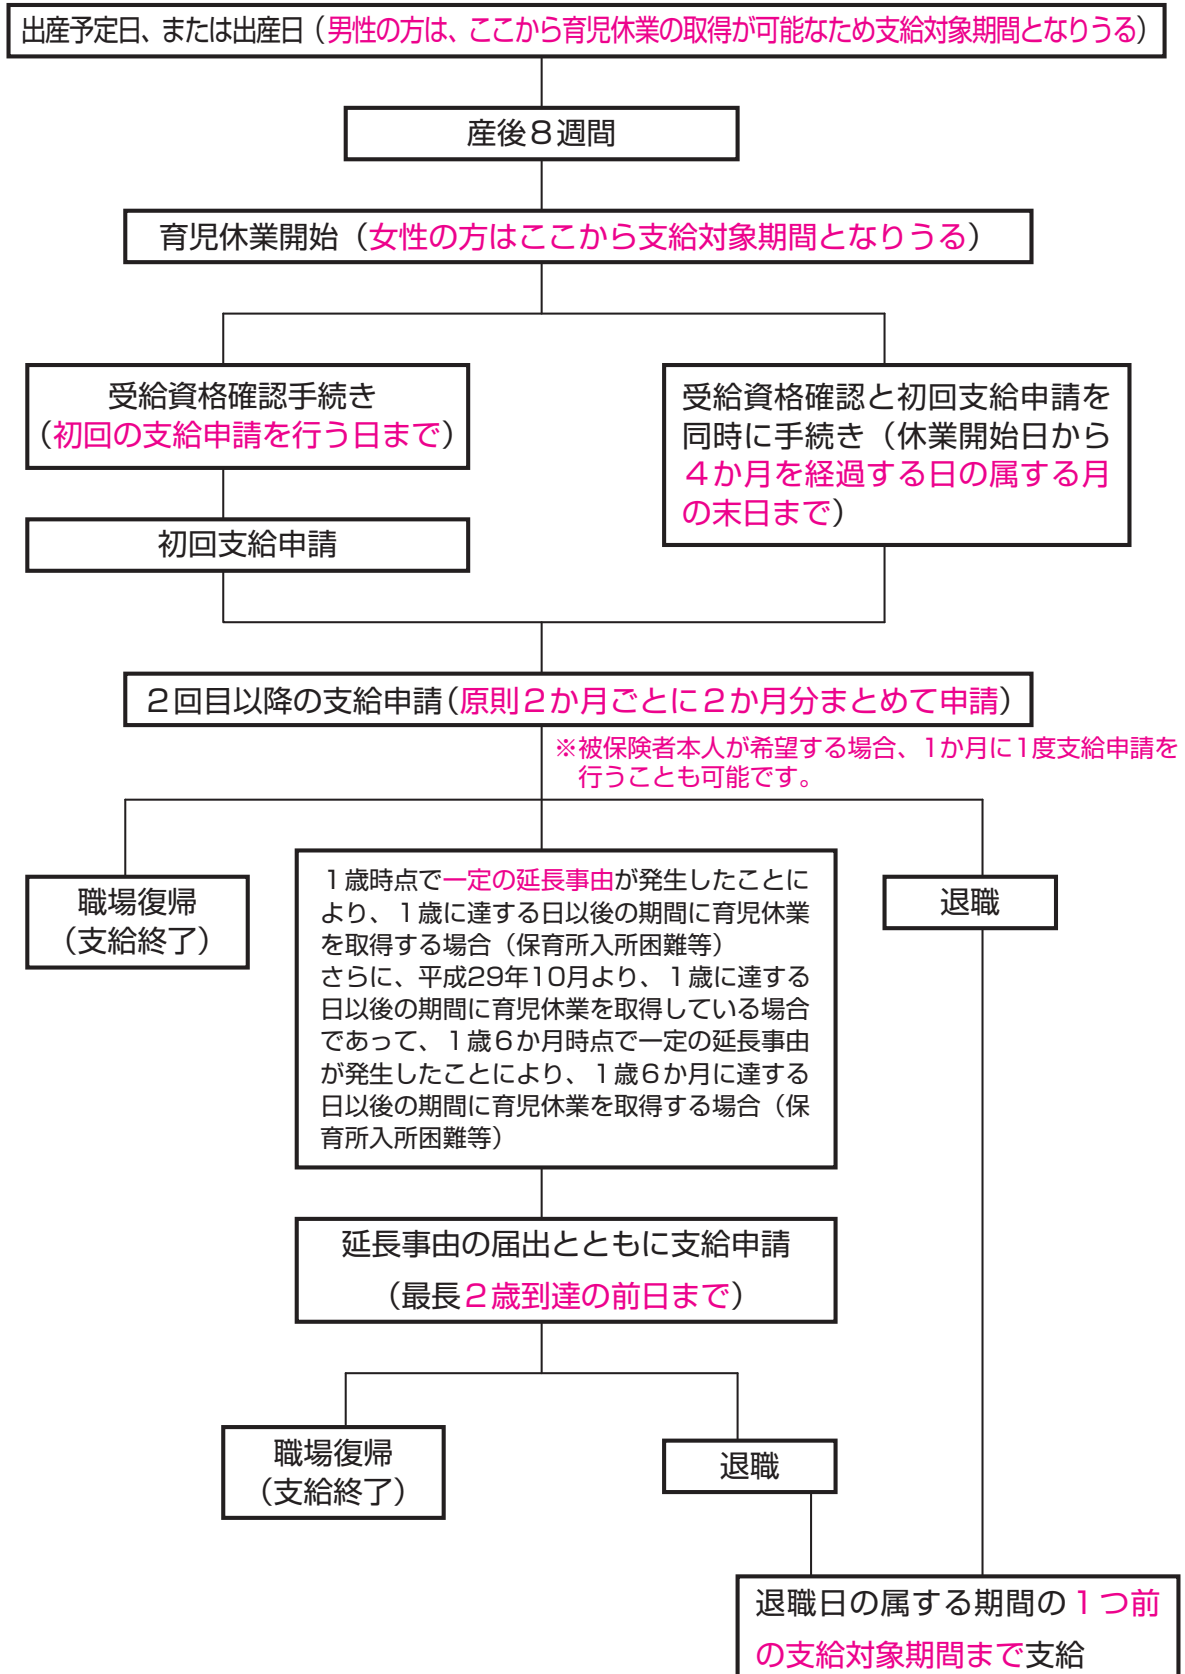 出産予定日、または出産日（男性の方は、ここから育児休業の取得が可能なため支給対象期間となりうる）
産後８週間
育児休業開始（女性の方はここから支給対象期間となりうる）
受給資格確認手続き
（初回の支給申請を行う日まで）
初回支給申請
受給資格確認と初回支給申請を
同時に手続き（休業開始日から
４か月を経過する日の属する月
の末日まで）
２回目以降の支給申請（原則２か月ごとに２か月分まとめて申請）
※被保険者本人が希望する場合、1か月に1度支給申請を
行うことも可能です。
職場復帰
（支給終了）
１歳時点で一定の延長事由が発生したことに
より、１歳に達する日以後の期間に育児休業
を取得する場合（保育所入所困難等）
さらに、平成29年10月より、１歳に達する
日以後の期間に育児休業を取得している場合
であって、１歳６か月時点で一定の延長事由
が発生したことにより、１歳６か月に達する
日以後の期間に育児休業を取得する場合（保
育所入所困難等）
退職
延長事由の届出とともに支給申請
（最長２歳到達の前日まで）
職場復帰
（支給終了）
退職
退職日の属する期間の１つ前
の支給対象期間まで支給